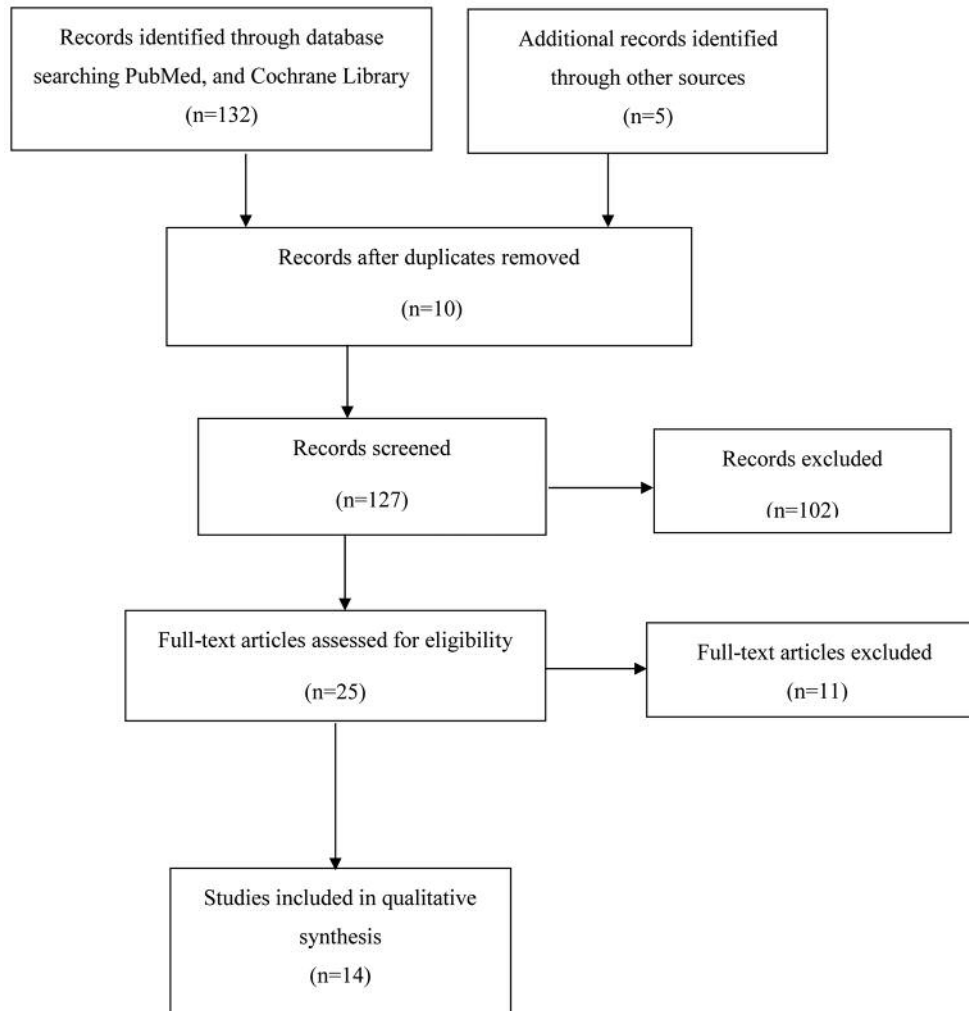 Records identified through database
searching PubMed, and Cochrane Library
(n=132)
Additional records identified
through other sources
(n=5)
Records after duplicates removed
(n=10)
Records screened
(n=127)
Records excluded
(n=102)
Full-text articles assessed for eligibility
(n=25)
Full-text articles excluded
(n=11)
Studies included in qualitative
synthesis
(n=14)